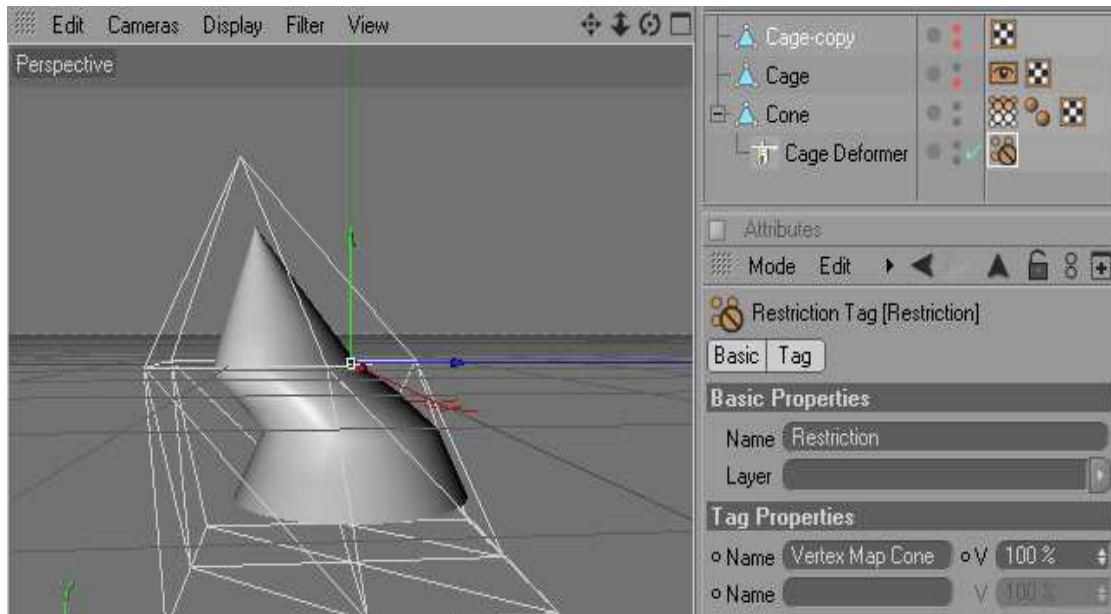 Edit Cameras Display Filter View
Perspective
Y
Cage-copy
Cage
Cone
Cage Deformer
Attributes
Mode Edit
Restriction Tag [Restriction]
Basic Tag
Basic Properties
Name Restriction
Layer
Tag Properties
Name Vertex Map Cone V 100 %
Name V 100 %